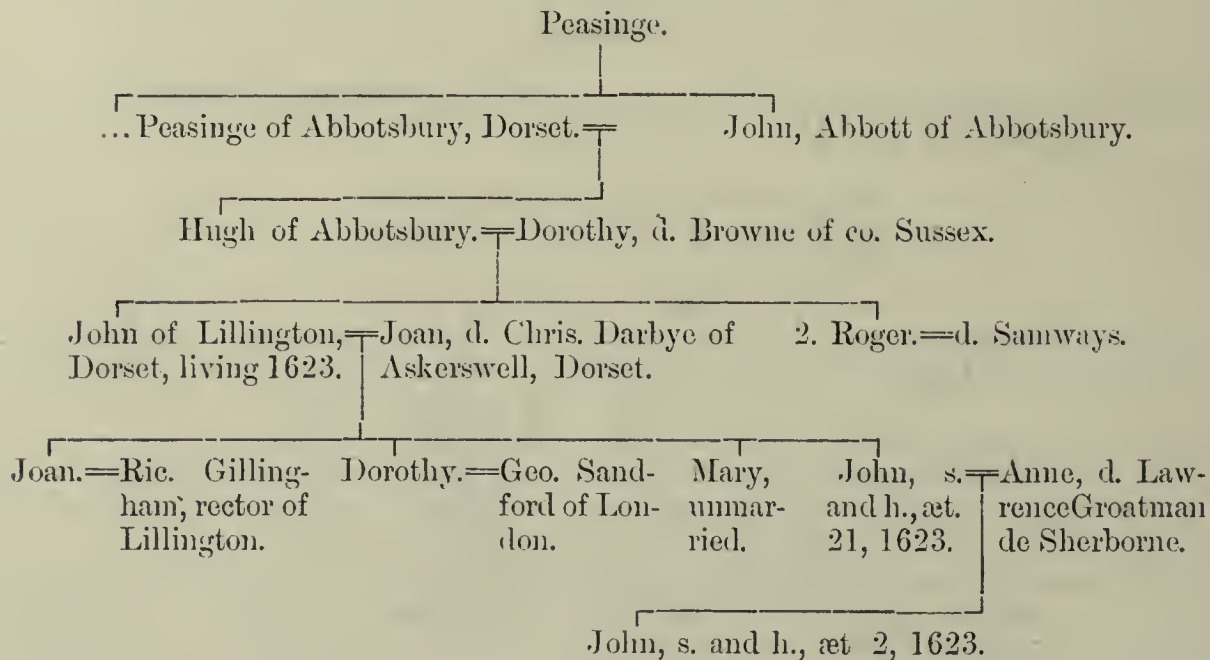 Peasinge.
...Peasinge of Abbotsbury, Dorset.=
John, Abbott of Abbotsbury.
Hugh of Abbotsbury.=Dorothy, d. Browne of co. Sussex.
John of Lillington,=
Dorset, living 1623.
Joan, d. Chris. Darbye of
Askerswell, Dorset.
2. Roger.=d. Samways.
Joan.=
Ric. Gilling-
ham, rector of
Lillington.
Dorothy.=
Geo. Sand-
ford of Lon-
don.
Mary,
unmar-
ried.
John, s.=
and h., æt.
21, 1623.
Anne, d. Law-
rence Groatman
de Sherborne.
John, s. and h., æt 2, 1623.